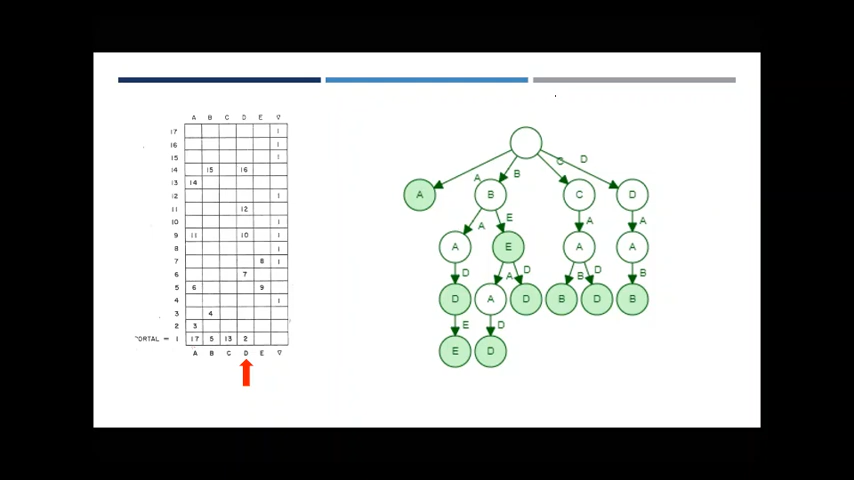 A B C D E ∇
17 1
16 1
15 1
14 15 16
13 14
12 1
11 12
10 1
9 11 10 1
8 1
7 8 1
6 7
5 6 9
4 1
3 4
2 3
PORTAL = 1 17 5 13 2
A B C D E ∇
A B C D
A B C D
A E A A
A E A A
D A D B D B
D A D B D B
E D
E D